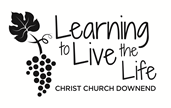 Learning
to Live the
Life
CHRIST CHURCH DOWNEND